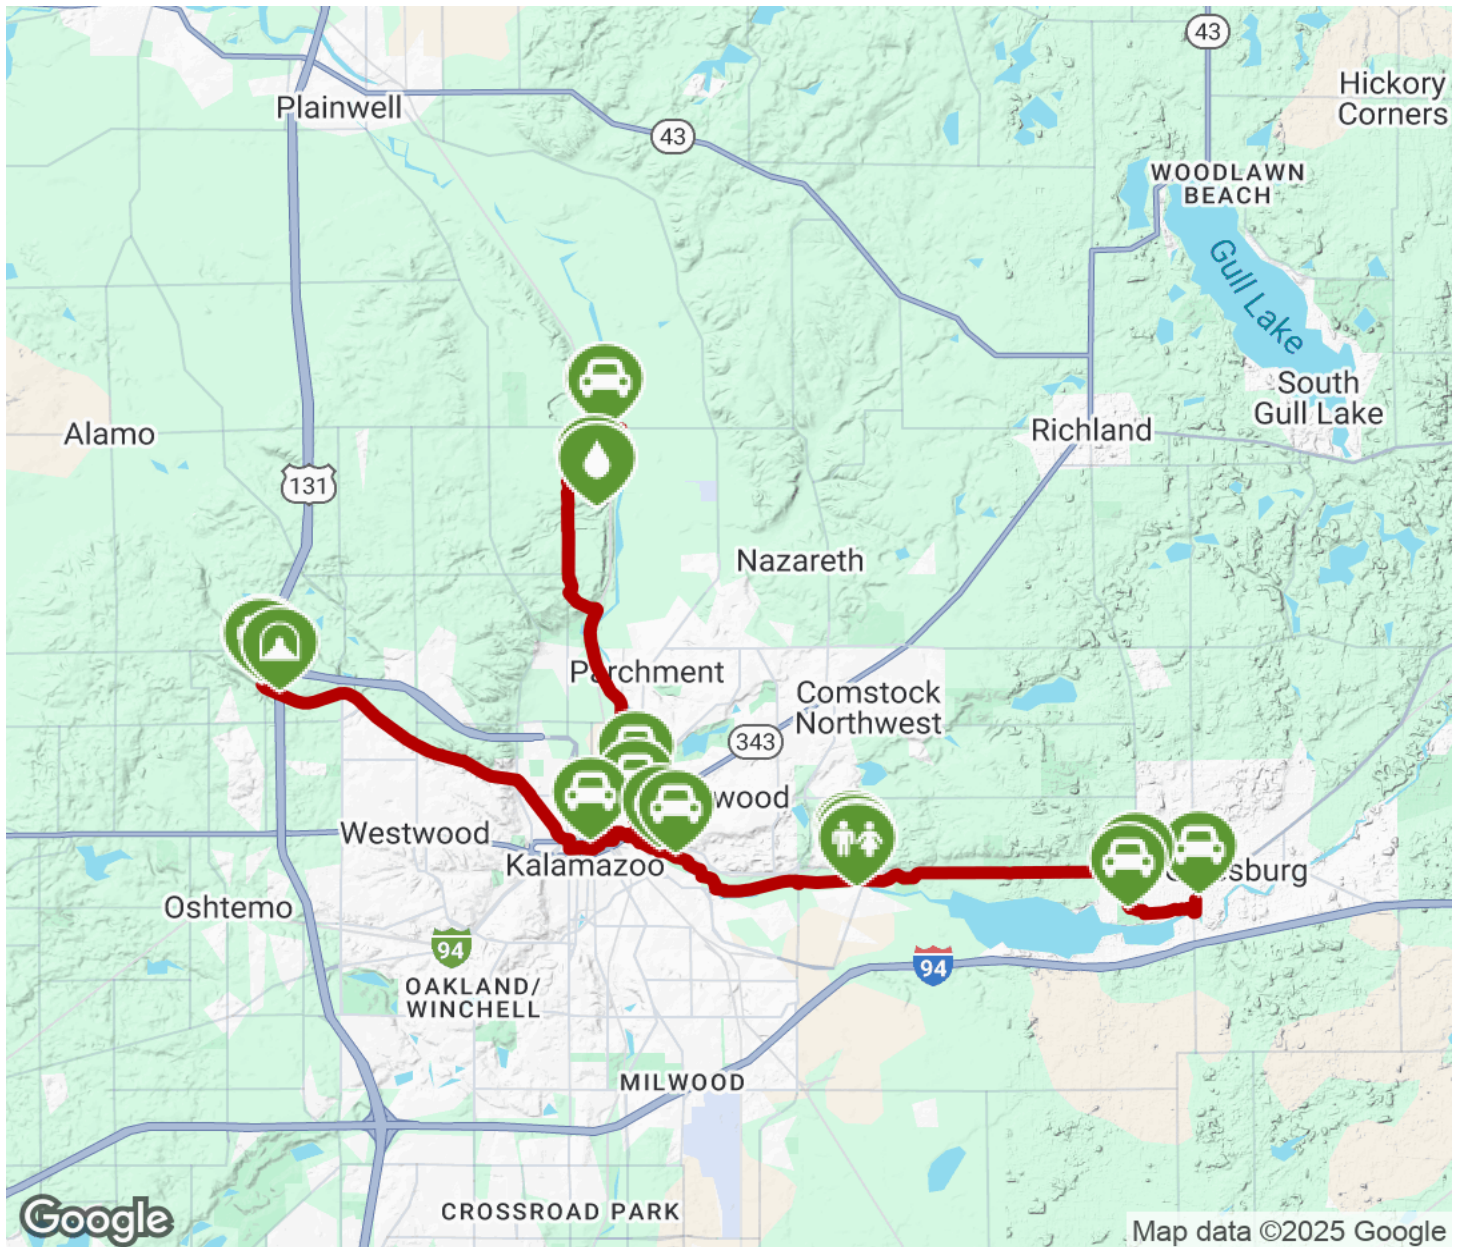 43
Hickory
Corners
Plainwell
43
WOODLAWN
BEACH
Gull Lake
South
Gull Lake
Alamo
Richland
131
Nazareth
Parchment
Comstock
Northwest
343
wood
Westwood
Kalamazoo
sburg
Oshtemo
94
94
OAKLAND/
WINCHELL
MILWOOD
CROSSROAD PARK
Google
Map data ©2025 Google